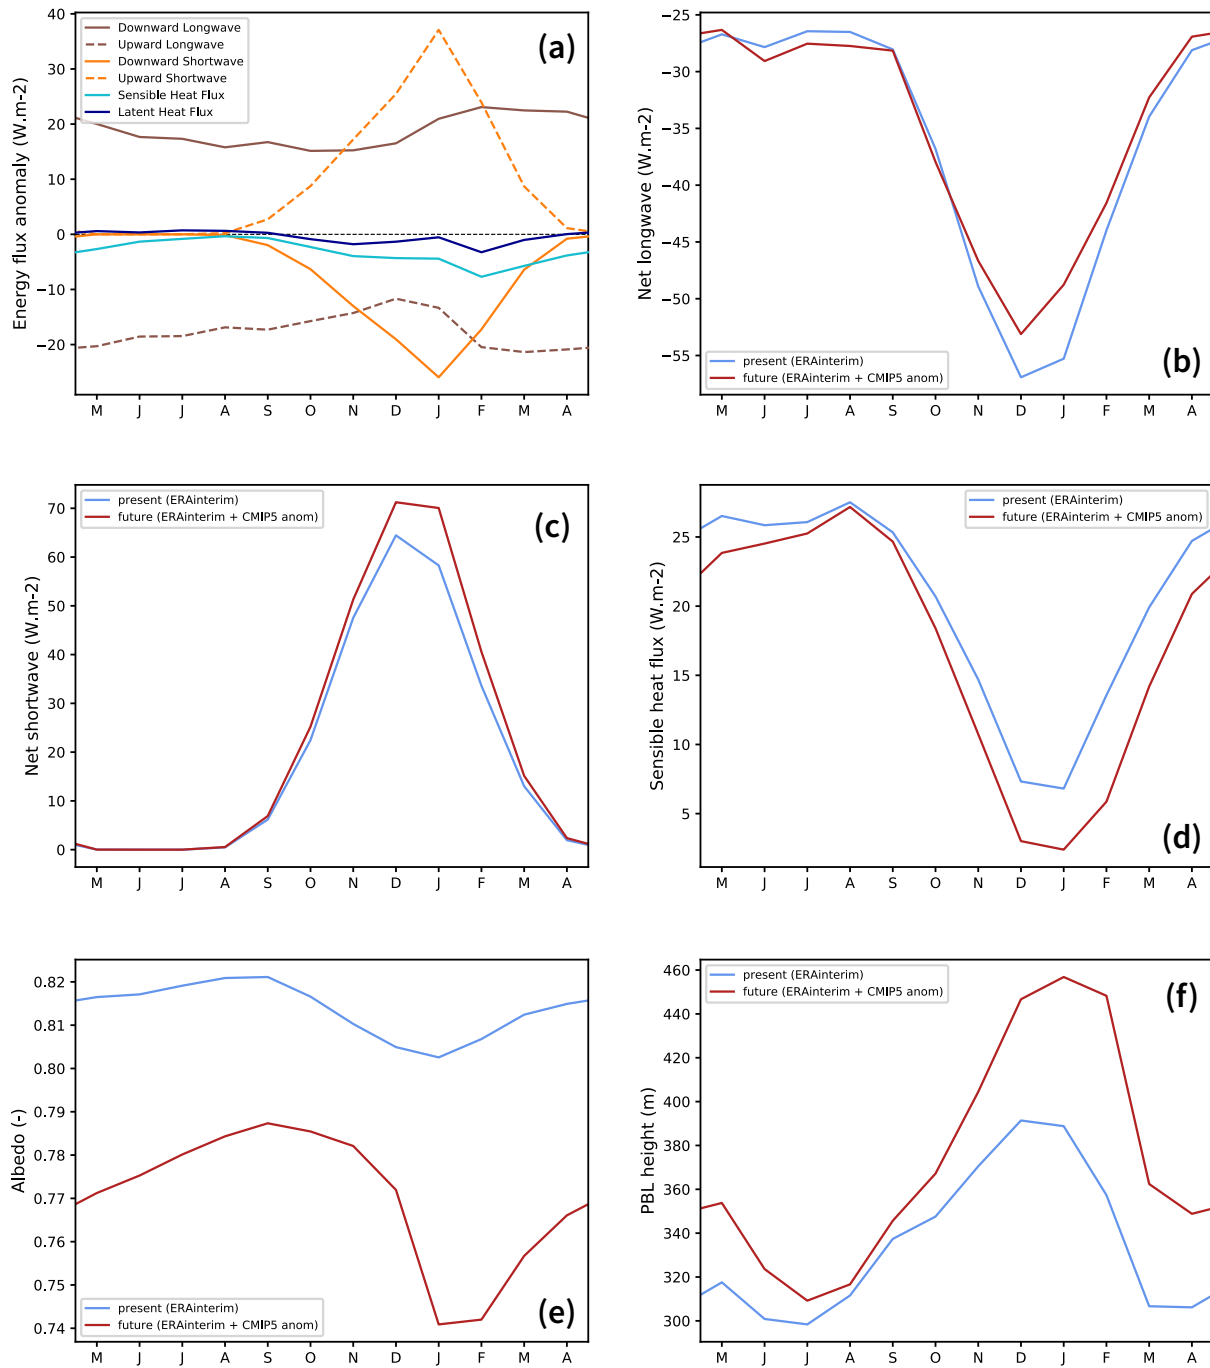 40
30
20
10
0
−10
−20
Energy flux anomaly (W.m-2)
Downward Longwave
Upward Longwave
Downward Shortwave
Upward Shortwave
Sensible Heat Flux
Latent Heat Flux
(a)
M J J A S O N D J F M A
−25
−30
−35
−40
−45
−50
−55
Net longwave (W.m-2)
present (ERAinterim)
future (ERAinterim + CMIP5 anom)
(b)
M J J A S O N D J F M A
70
60
50
40
30
20
10
0
Net shortwave (W.m-2)
present (ERAinterim)
future (ERAinterim + CMIP5 anom)
(c)
M J J A S O N D J F M A
25
20
15
10
5
Sensible heat flux (W.m-2)
present (ERAinterim)
future (ERAinterim + CMIP5 anom)
(d)
M J J A S O N D J F M A
0.82
0.81
0.80
0.79
0.78
0.77
0.76
0.75
0.74
Albedo (-)
present (ERAinterim)
future (ERAinterim + CMIP5 anom)
(e)
M J J A S O N D J F M A
460
440
420
400
380
360
340
320
300
PBL height (m)
present (ERAinterim)
future (ERAinterim + CMIP5 anom)
(f)
M J J A S O N D J F M A